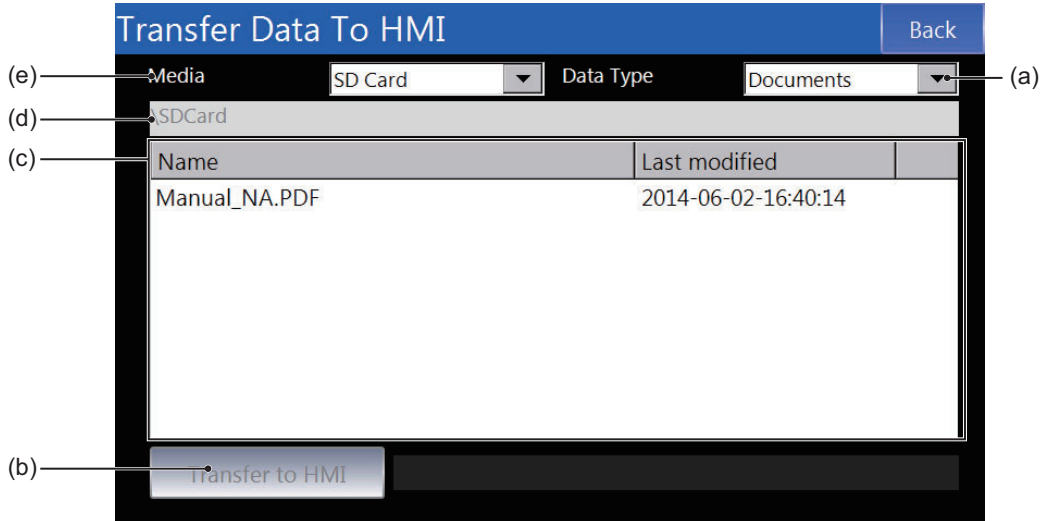 Transfer Data To HMI Back
(e) Media SD Card Data Type Documents (a)
(d) \SDCard
(c) Name Last modified
Manual_NA.PDF 2014-06-02-16:40:14
(b) Transfer to HMI